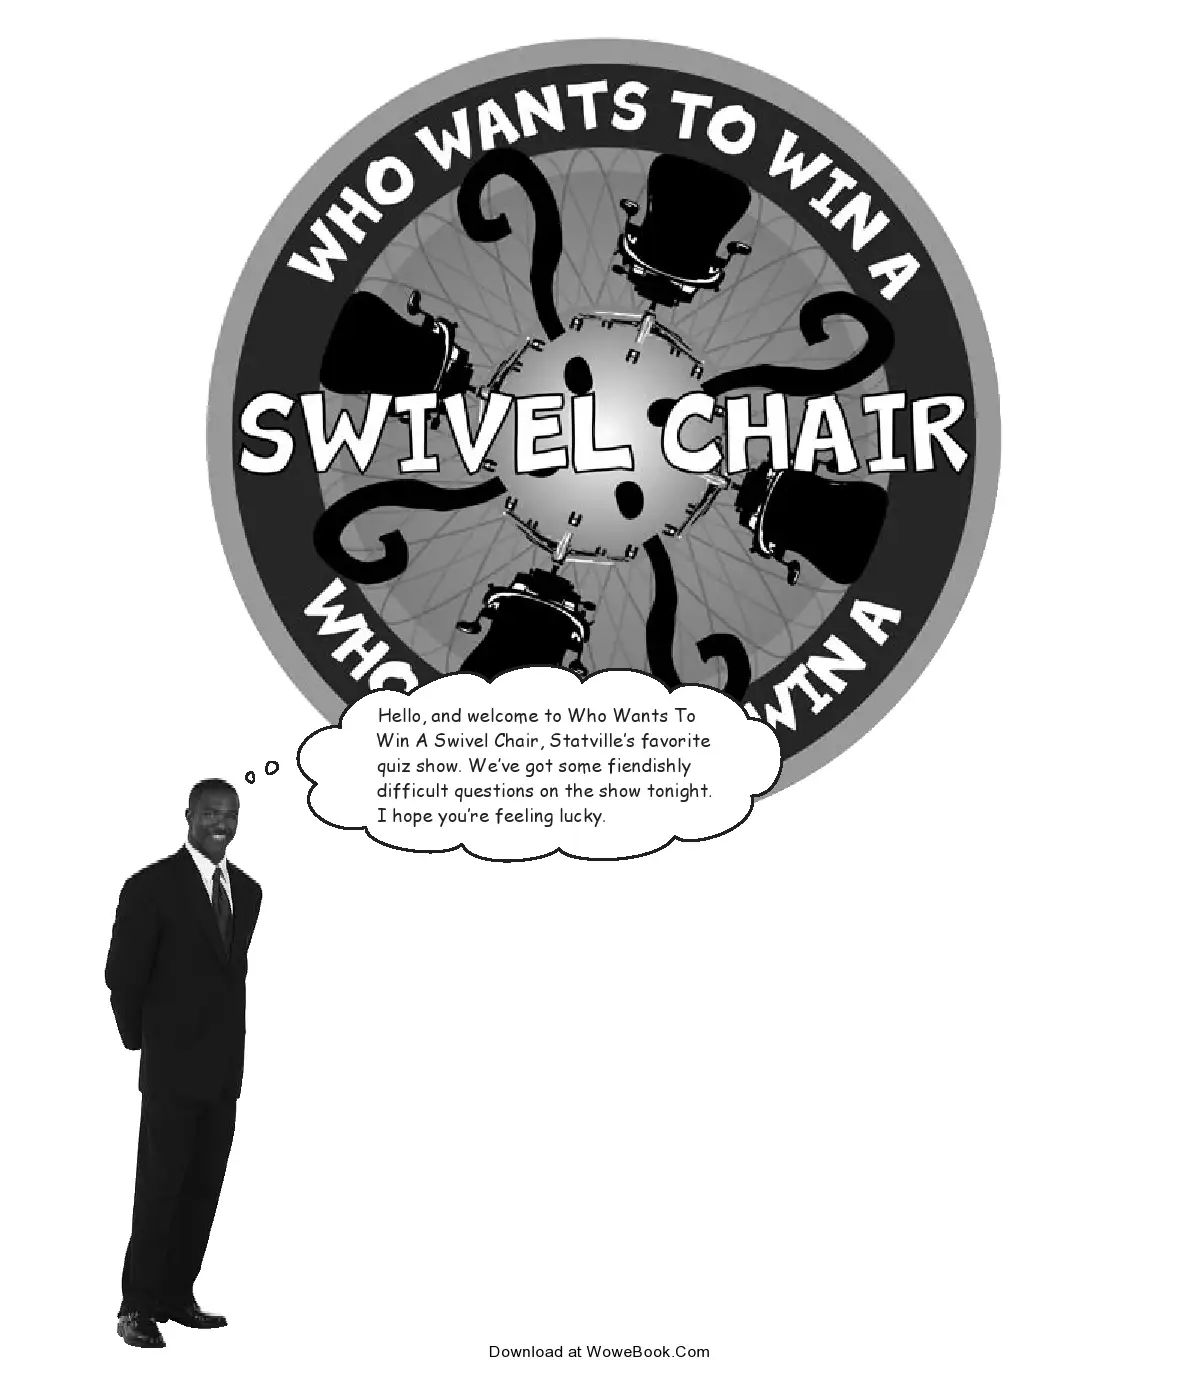 WHO WANTS TO WIN A
SWIVEL CHAIR
WHO
WIN A
Hello, and welcome to Who Wants To
Win A Swivel Chair, Statville's favorite
quiz show. We've got some fiendishly
difficult questions on the show tonight.
I hope you're feeling lucky.
Download at WoweBook.Com